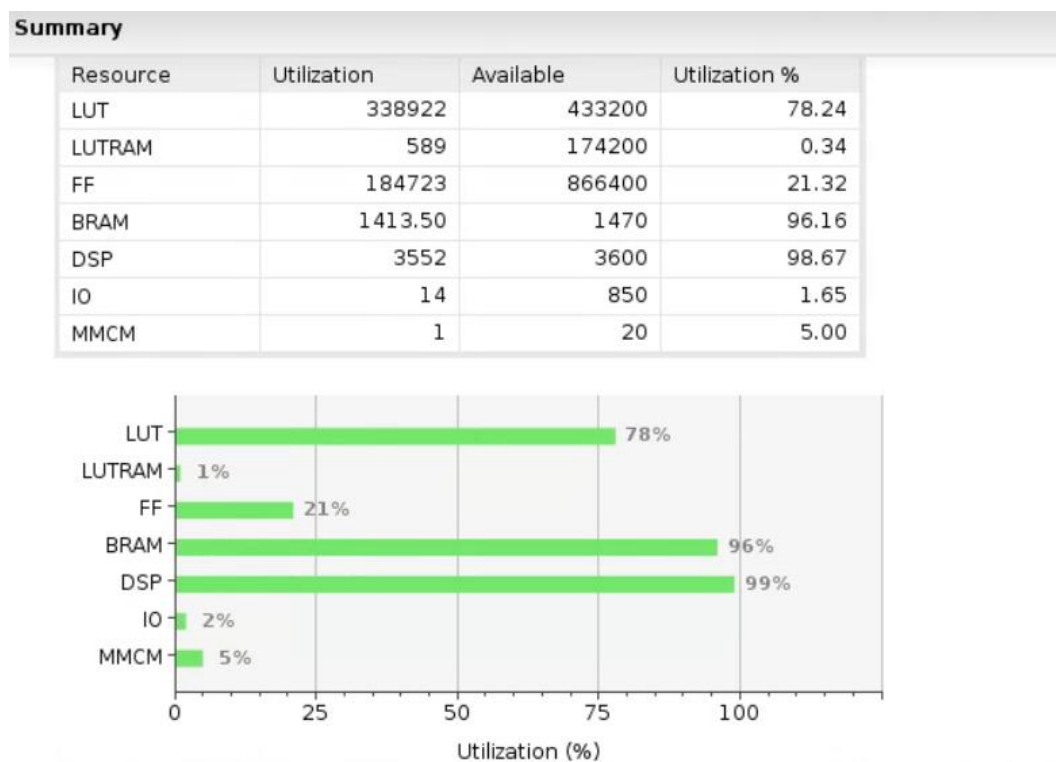 Summary
Resource Utilization Available Utilization %
LUT 338922 433200 78.24
LUTRAM 589 174200 0.34
FF 184723 866400 21.32
BRAM 1413.50 1470 96.16
DSP 3552 3600 98.67
IO 14 850 1.65
MMCM 1 20 5.00
LUT 78%
LUTRAM 1%
FF 21%
BRAM 96%
DSP 99%
IO 2%
MMCM 5%
0 25 50 75 100
Utilization (%)